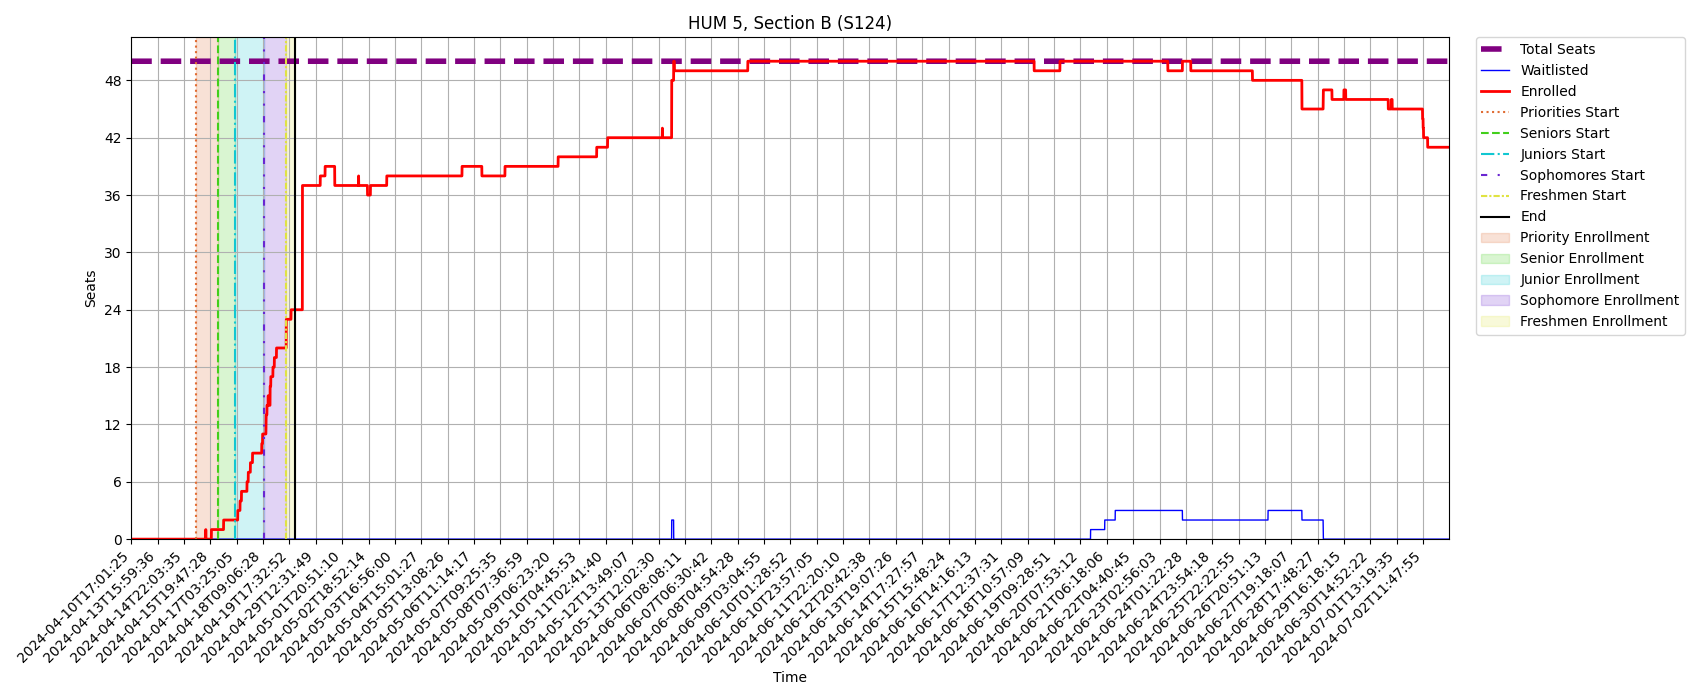 HUM 5, Section B (S124)
Seats
48
42
36
30
24
18
12
6
0
2024-04-10T17:01:25
2024-04-13T15:59:36
2024-04-14T22:03:35
2024-04-15T19:47:28
2024-04-17T03:25:05
2024-04-18T09:06:28
2024-04-19T17:32:52
2024-04-29T12:31:49
2024-05-01T20:51:10
2024-05-02T18:52:14
2024-05-03T16:56:00
2024-05-04T15:01:27
2024-05-05T13:08:26
2024-05-06T11:14:17
2024-05-07T09:25:35
2024-05-08T07:36:59
2024-05-09T06:23:20
2024-05-10T04:45:53
2024-05-11T02:41:40
2024-05-12T13:49:07
2024-05-13T12:02:30
2024-06-06T08:08:11
2024-06-07T06:30:42
2024-06-08T04:54:28
2024-06-09T03:04:55
2024-06-10T01:28:52
2024-06-10T23:57:05
2024-06-11T22:20:10
2024-06-12T20:42:38
2024-06-13T19:07:26
2024-06-14T17:27:57
2024-06-15T15:48:24
2024-06-16T14:16:13
2024-06-17T12:37:31
2024-06-18T10:57:09
2024-06-19T09:28:51
2024-06-20T07:53:12
2024-06-21T06:18:06
2024-06-22T04:40:45
2024-06-23T02:56:03
2024-06-24T01:22:28
2024-06-24T23:54:18
2024-06-25T22:22:55
2024-06-26T20:51:13
2024-06-27T19:18:07
2024-06-28T17:48:27
2024-06-29T16:18:15
2024-06-30T14:52:22
2024-07-01T13:19:35
2024-07-02T11:47:55
Time
Total Seats
Waitlisted
Enrolled
Priorities Start
Seniors Start
Juniors Start
Sophomores Start
Freshmen Start
End
Priority Enrollment
Senior Enrollment
Junior Enrollment
Sophomore Enrollment
Freshmen Enrollment